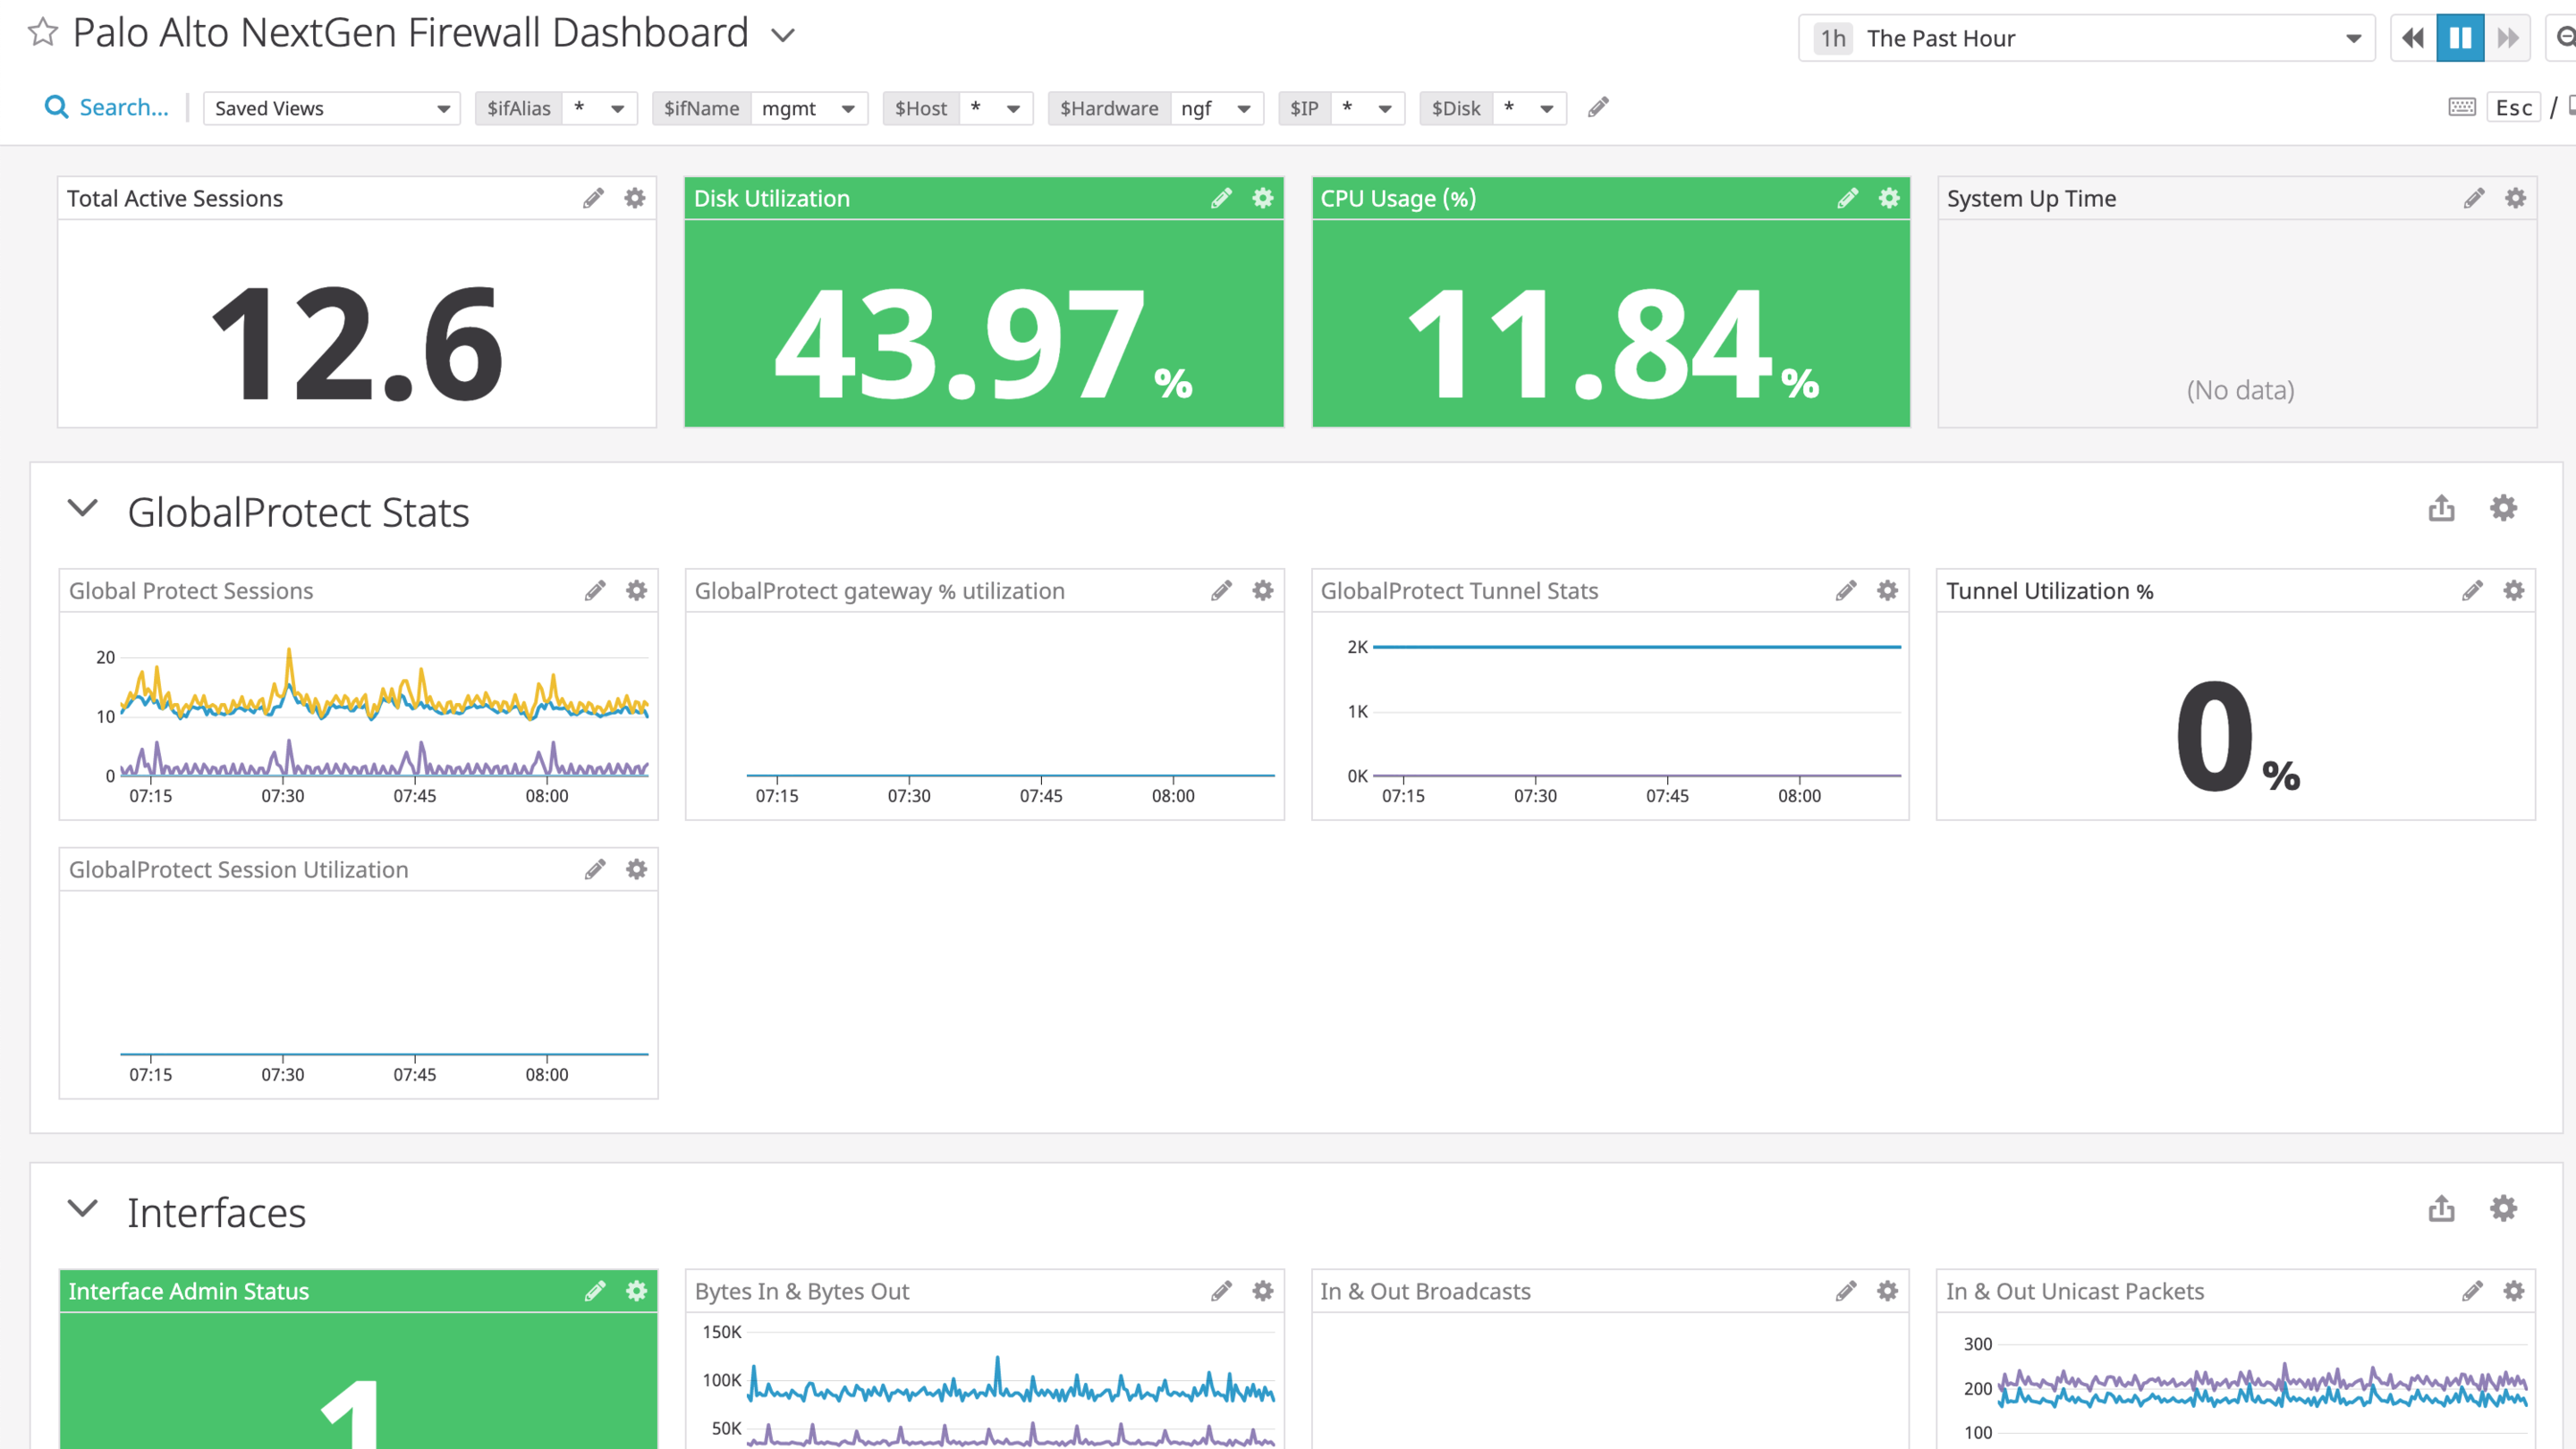 Palo Alto NextGen Firewall Dashboard
1h The Past Hour
Search...
Saved Views
$ifAlias *
$ifName mgmt
$Host *
$Hardware ngf
$IP *
$Disk *
Esc /
Total Active Sessions
12.6
Disk Utilization
43.97 %
CPU Usage (%)
11.84 %
System Up Time
(No data)
GlobalProtect Stats
Global Protect Sessions
20
10
0
07:15 07:30 07:45 08:00
GlobalProtect gateway % utilization
07:15 07:30 07:45 08:00
GlobalProtect Tunnel Stats
2K
1K
0K
07:15 07:30 07:45 08:00
Tunnel Utilization %
0 %
GlobalProtect Session Utilization
07:15 07:30 07:45 08:00
Interfaces
Interface Admin Status
1
Bytes In & Bytes Out
150K
100K
50K
In & Out Broadcasts
In & Out Unicast Packets
300
200
100